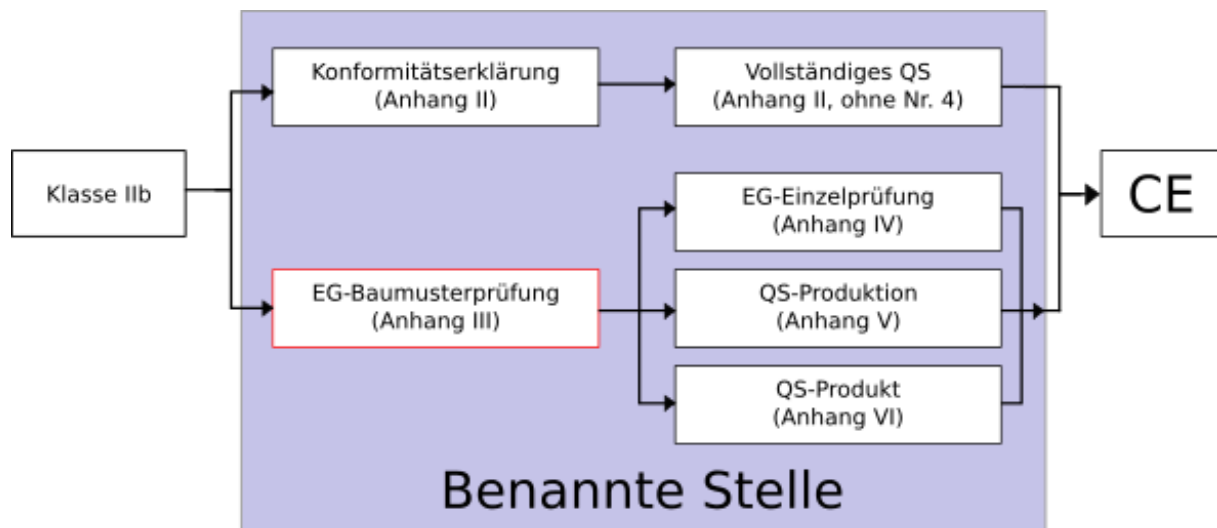 Klasse IIb
Konformitätserklärung
(Anhang II)
Vollständiges QS
(Anhang II, ohne Nr. 4)
EG-Baumusterprüfung
(Anhang III)
EG-Einzelprüfung
(Anhang IV)
QS-Produktion
(Anhang V)
QS-Produkt
(Anhang VI)
CE
Benannte Stelle